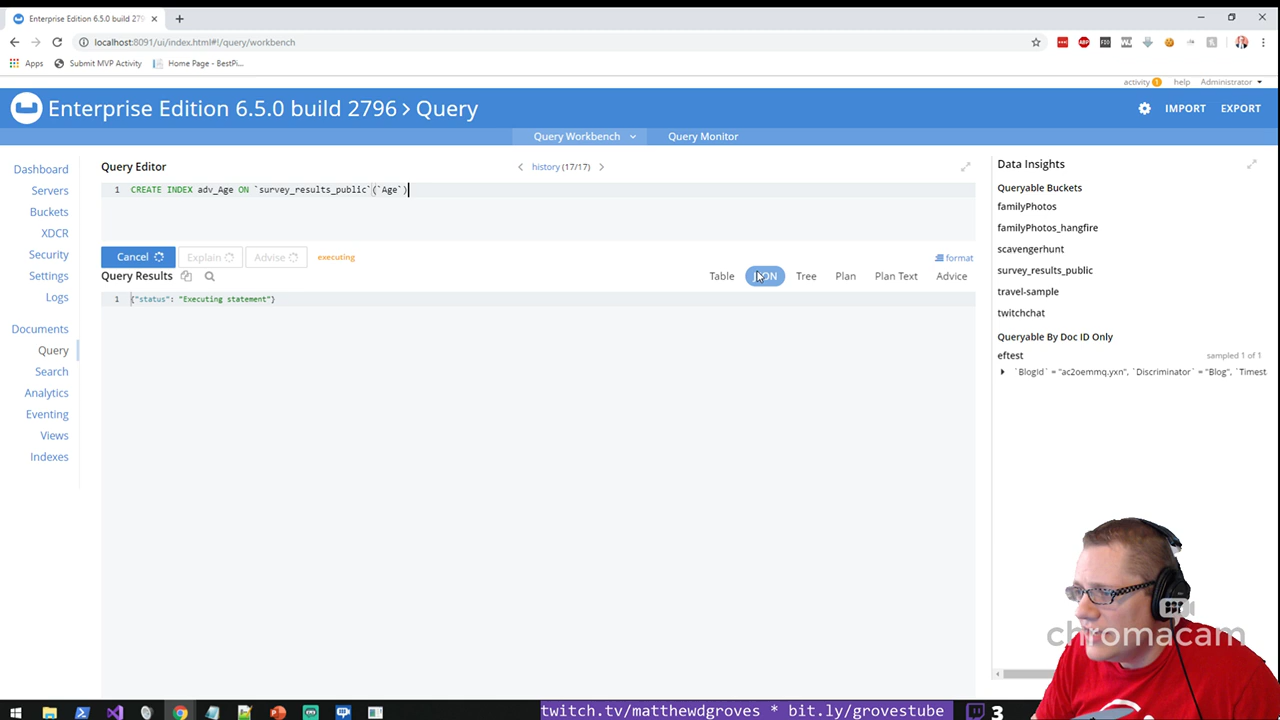 Enterprise Edition 6.5.0 build 279
localhost:8091/ui/index.html#!/query/workbench
Apps
Submit MVP Activity
Home Page - BestPi...
activity 1
help
Administrator
Enterprise Edition 6.5.0 build 2796 > Query
IMPORT
EXPORT
Query Workbench
Query Monitor
Dashboard
Servers
Buckets
XDCR
Security
Settings
Logs
Documents
Query
Search
Analytics
Eventing
Views
Indexes
Query Editor
history (17/17)
1 CREATE INDEX adv_Age ON `survey_results_public`(`Age`)
Cancel
Explain
Advise
executing
format
Query Results
Table
JSON
Tree
Plan
Plan Text
Advice
1 {"status": "Executing statement"}
Data Insights
Queryable Buckets
familyPhotos
familyPhotos_hangfire
scavengerhunt
survey_results_public
travel-sample
twitchchat
Queryable By Doc ID Only
eftest
sampled 1 of 1
`BlogId` = "ac2oemmq.yxn", `Discriminator` = "Blog", `Timest
chromacam
twitch.tv/matthewdgroves * bit.ly/grovestube
3